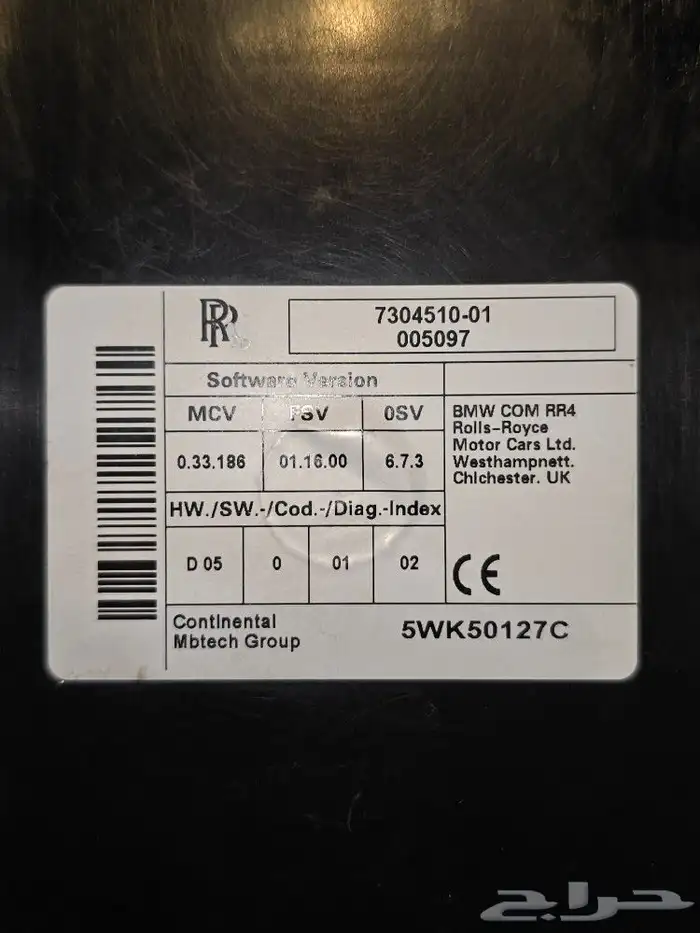 RR
7304510-01
005097
Software Version
MCV FSV 0SV
0.33.186 01.16.00 6.7.3
BMW COM RR4
Rolls-Royce
Motor Cars Ltd.
Westhampnett.
Chlchester. UK
HW./SW.-/Cod.-/Diag.-Index
D 05 0 01 02
CE
Continental
Mbtech Group
5WK50127C
حراج